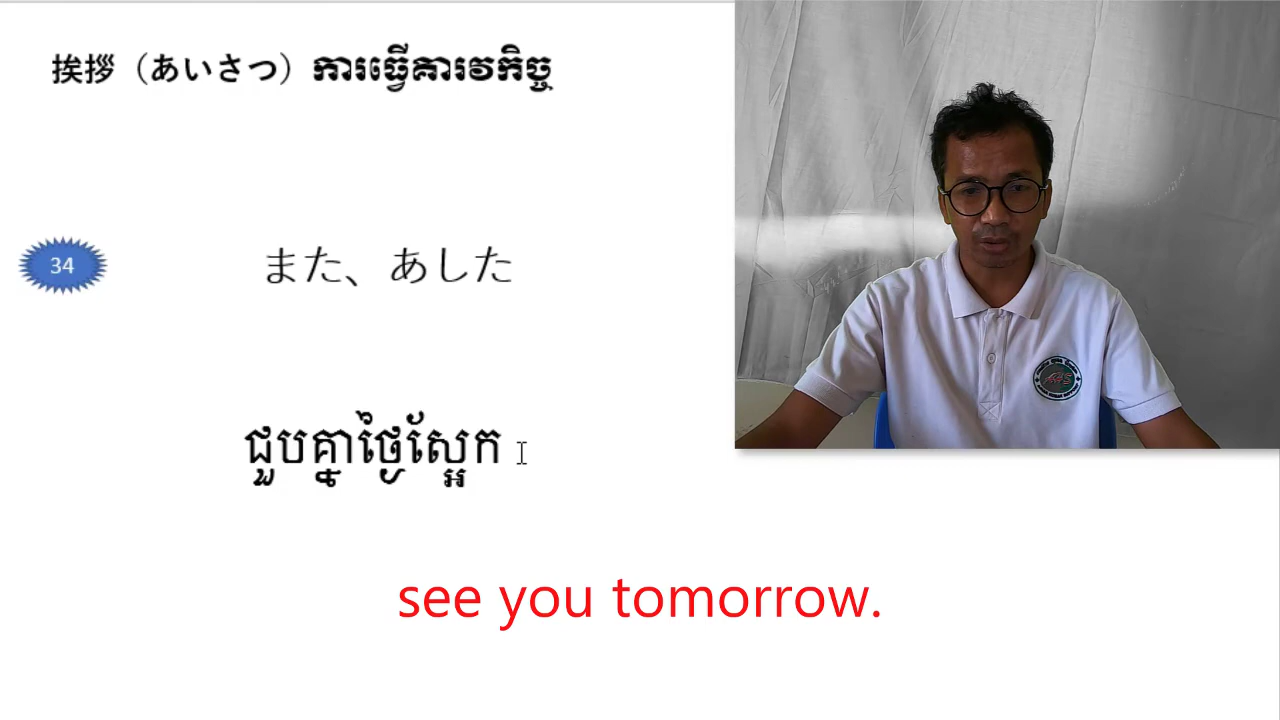 挨拶（あいさつ）ការធ្វើគារវកិច្ច
34
また、あした
ជួបគ្នាថ្ងៃស្អែក
see you tomorrow.